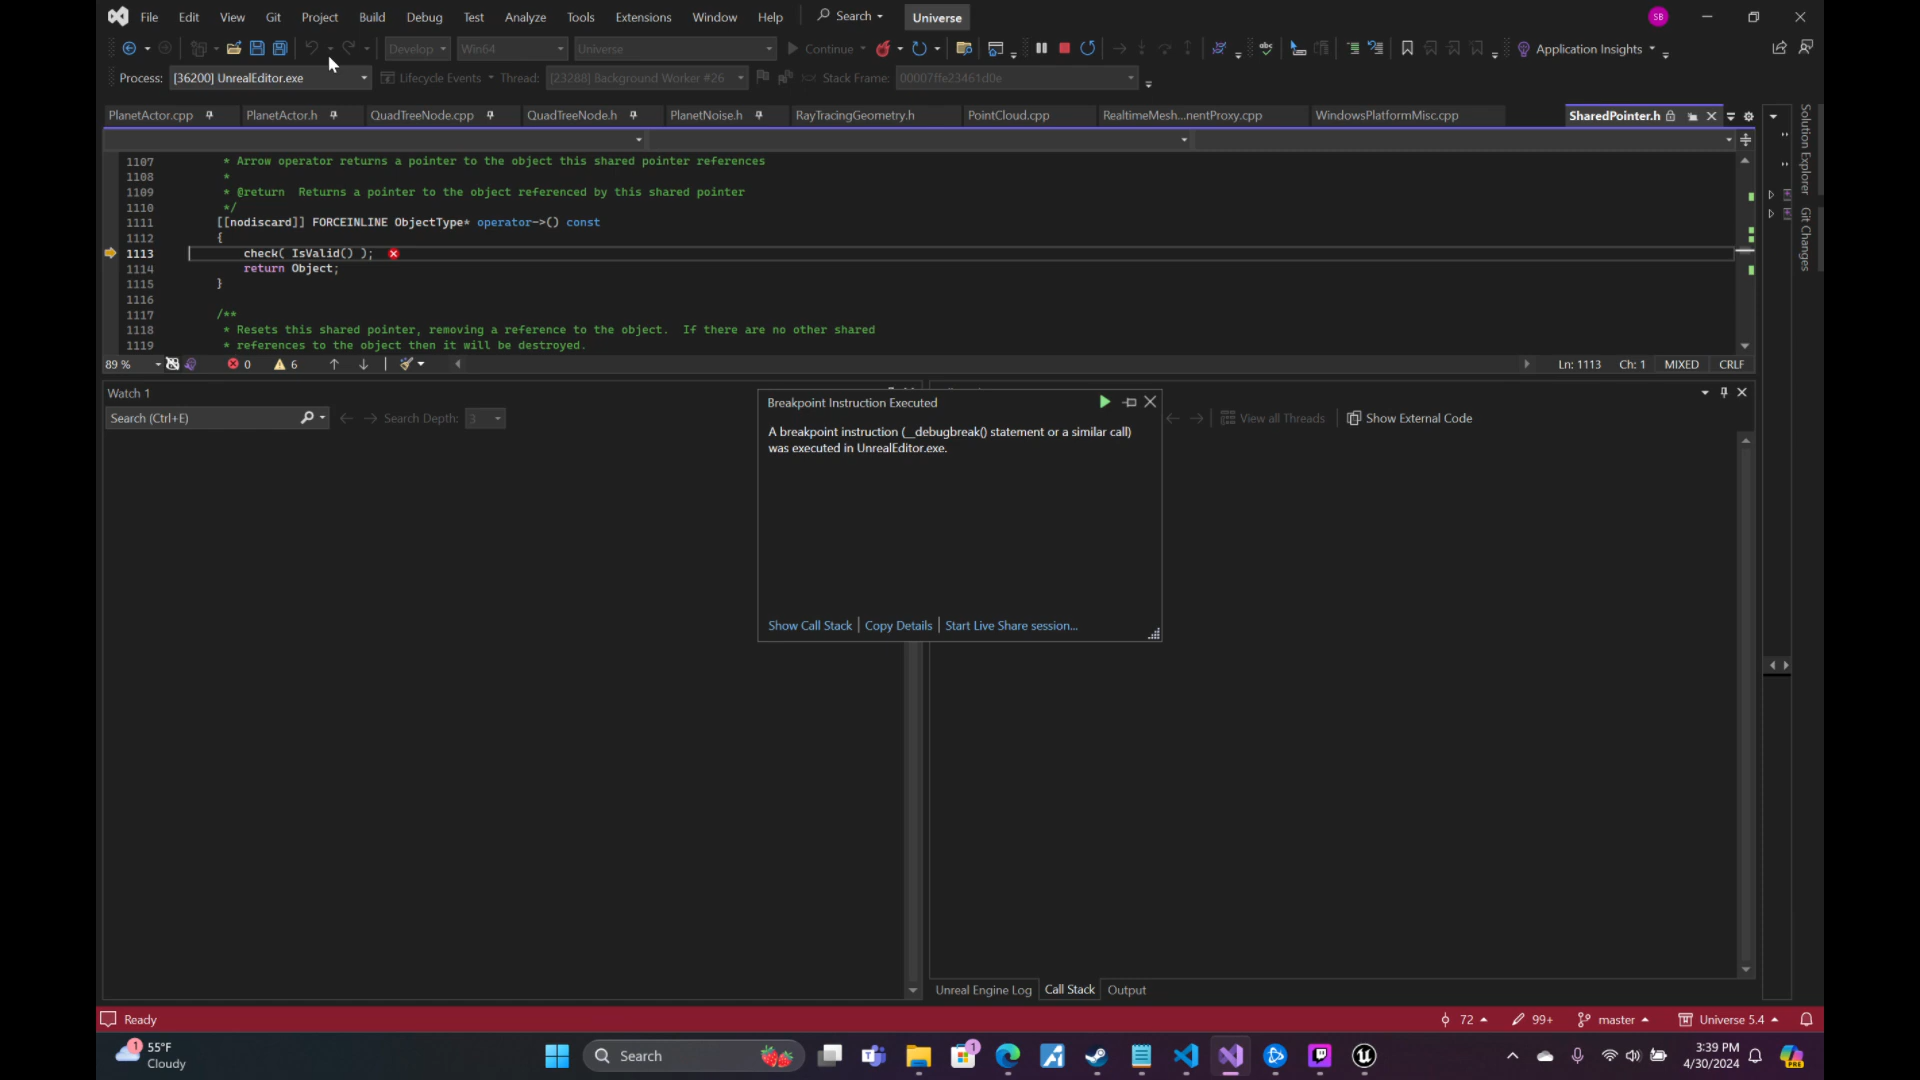 File Edit View Git Project Build Debug Test Analyze Tools Extensions Window Help Search Universe SB
Develop Win64 Universe Continue Application Insights
Process: [36200] UnrealEditor.exe Lifecycle Events Thread: [23288] Background Worker #26 Stack Frame: 00007ffe23461d0e
PlanetActor.cpp PlanetActor.h QuadTreeNode.cpp QuadTreeNode.h PlanetNoise.h RayTracingGeometry.h PointCloud.cpp RealtimeMesh...nentProxy.cpp WindowsPlatformMisc.cpp SharedPointer.h
Solution Explorer
Git Changes
1107 * Arrow operator returns a pointer to the object this shared pointer references
1108 *
1109 * @return Returns a pointer to the object referenced by this shared pointer
1110 */
1111 [[nodiscard]] FORCEINLINE ObjectType* operator->() const
1112 {
1113 check( IsValid() );
1114 return Object;
1115 }
1116
1117 /**
1118 * Resets this shared pointer, removing a reference to the object. If there are no other shared
1119 * references to the object then it will be destroyed.
89 % 0 6 Ln: 1113 Ch: 1 MIXED CRLF
Watch 1
Search (Ctrl+E) Search Depth: 3 View all Threads Show External Code
Breakpoint Instruction Executed
A breakpoint instruction (__debugbreak() statement or a similar call)
was executed in UnrealEditor.exe.
Show Call Stack | Copy Details | Start Live Share session...
Unreal Engine Log Call Stack Output
Ready 72 99+ master Universe 5.4
1 55°F
Cloudy
Search 1
3:39 PM
4/30/2024
PRE